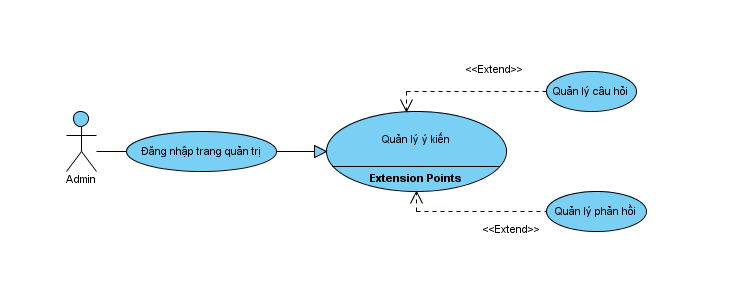 <<Extend>>
Quản lý câu hỏi
Quản lý ý kiến
Đăng nhập trang quản trị
Extension Points
Admin
Quản lý phản hồi
<<Extend>>